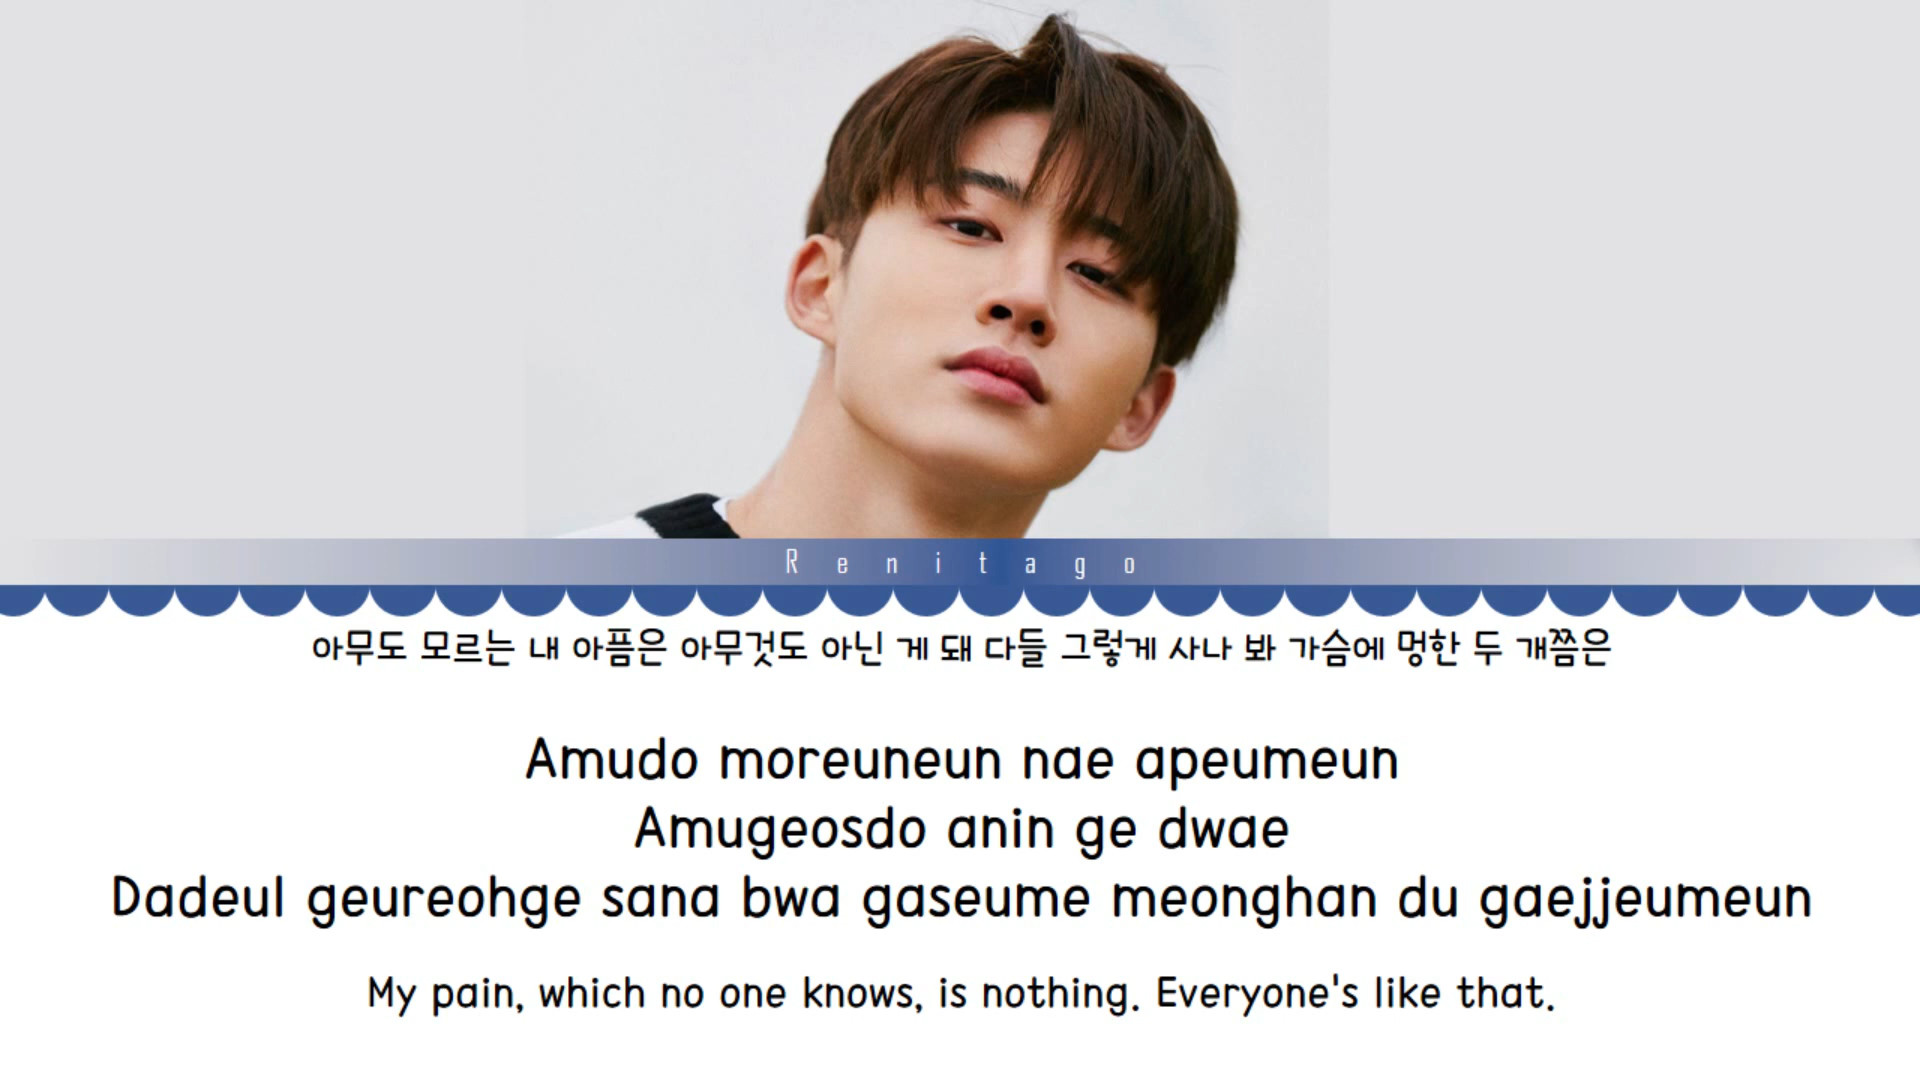 Renitago
아무도 모르는 내 아픔은 아무것도 아닌 게 돼 다들 그렇게 사나 봐 가슴에 멍한 두 개쯤은
Amudo moreuneun nae apeumeun
Amugeosdo anin ge dwae
Dadeul geureohge sana bwa gaseume meonghan du gaejjeumeun
My pain, which no one knows, is nothing. Everyone's like that.